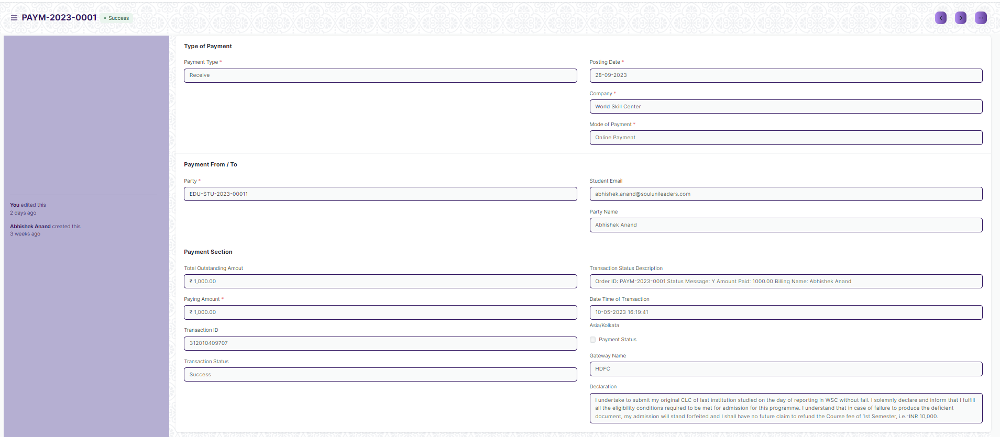 PAYM-2023-0001
• Success
You edited this
2 days ago
Abhishek Anand created this
3 weeks ago
Type of Payment
Payment Type *
Receive
Posting Date *
28-09-2023
Company *
World Skill Center
Mode of Payment *
Online Payment
Payment From / To
Party *
EDU-STU-2023-00011
Student Email
abhishek.anand@soulunileaders.com
Party Name
Abhishek Anand
Payment Section
Total Outstanding Amout
₹ 1,000.00
Paying Amount *
₹ 1,000.00
Transaction ID
312010409707
Transaction Status
Success
Transaction Status Description
Order ID: PAYM-2023-0001 Status Message: Y Amount Paid: 1000.00 Billing Name: Abhishek Anand
Date Time of Transaction
10-05-2023 16:19:41
Asia/Kolkata
Payment Status
Gateway Name
HDFC
Declaration
I undertake to submit my original CLC of last institution studied on the day of reporting in WSC without fail. I solemnly declare and inform that I fulfill
all the eligibility conditions required to be met for admission for this programme. I understand that in case of failure to produce the deficient
document, my admission will stand forfeited and I shall have no future claim to refund the Course fee of 1st Semester, i.e.-INR 10,000.